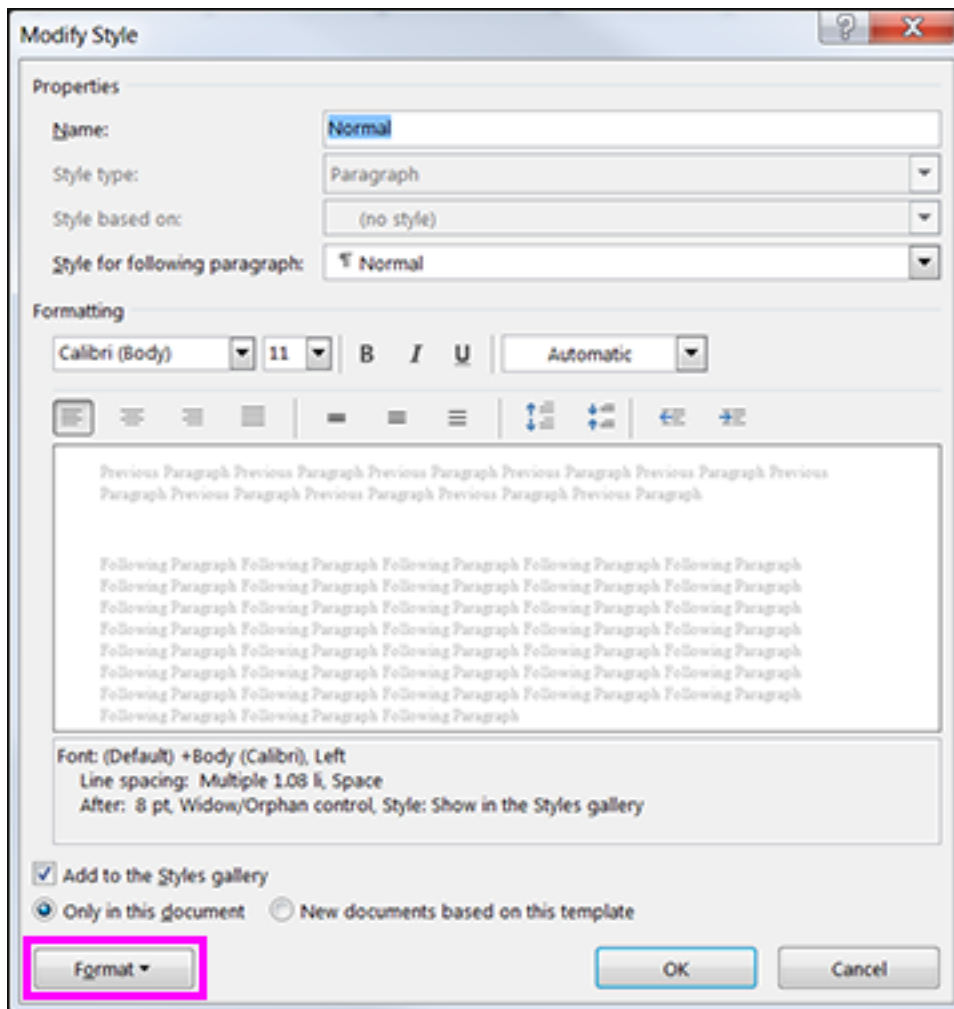 Modify Style
Properties
Name: Normal
Style type: Paragraph
Style based on: (no style)
Style for following paragraph: ¶ Normal
Formatting
Calibri (Body) 11 B I U Automatic
Previous Paragraph Previous Paragraph Previous Paragraph Previous Paragraph Previous Paragraph Previous
Paragraph Previous Paragraph Previous Paragraph Previous Paragraph Previous Paragraph
Following Paragraph Following Paragraph Following Paragraph Following Paragraph Following Paragraph
Following Paragraph Following Paragraph Following Paragraph Following Paragraph Following Paragraph
Following Paragraph Following Paragraph Following Paragraph Following Paragraph Following Paragraph
Following Paragraph Following Paragraph Following Paragraph Following Paragraph Following Paragraph
Following Paragraph Following Paragraph Following Paragraph Following Paragraph Following Paragraph
Following Paragraph Following Paragraph Following Paragraph Following Paragraph Following Paragraph
Following Paragraph Following Paragraph Following Paragraph Following Paragraph Following Paragraph
Following Paragraph Following Paragraph Following Paragraph
Font: (Default) +Body (Calibri), Left
Line spacing: Multiple 1.08 li, Space
After: 8 pt, Widow/Orphan control, Style: Show in the Styles gallery
Add to the Styles gallery
Only in this document New documents based on this template
Format OK Cancel